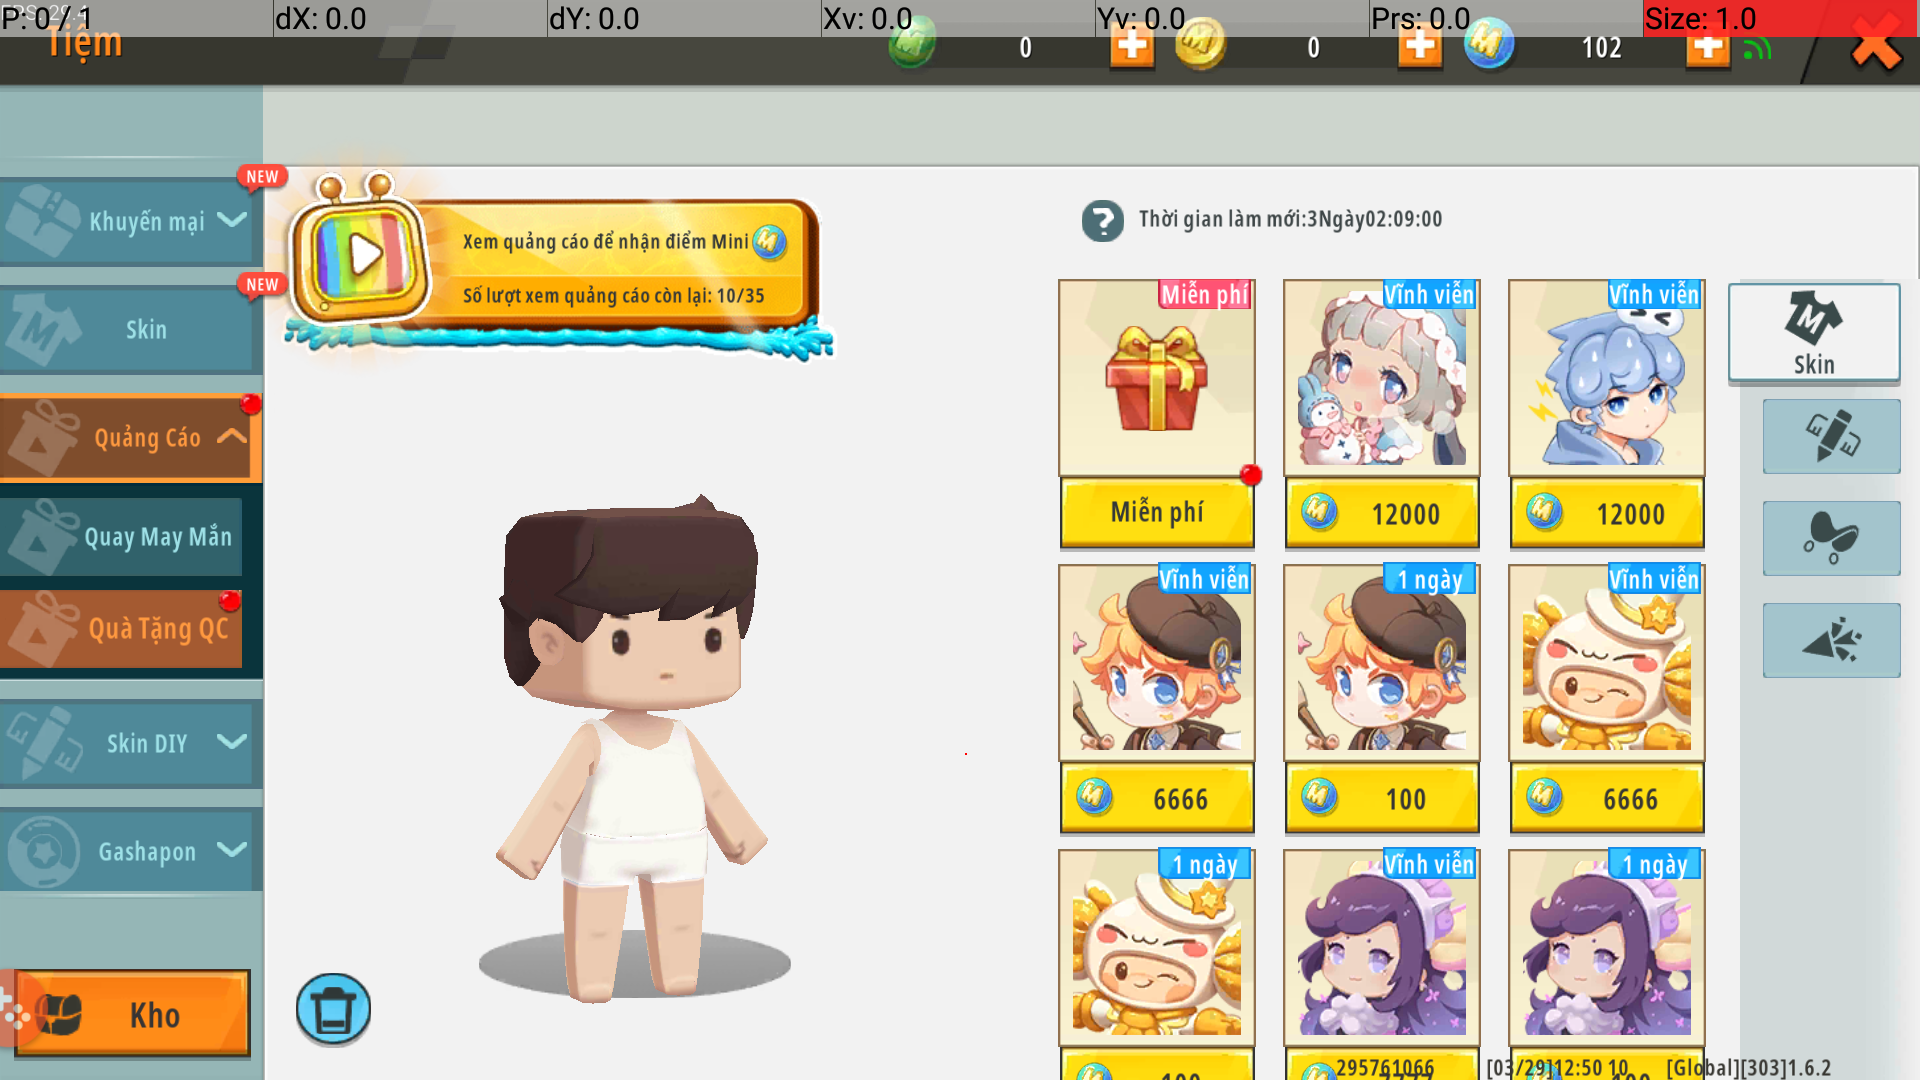 P: 0 / 1
dX: 0.0
dY: 0.0
Xv: 0.0
Yv: 0.0
Prs: 0.0
Size: 1.0
Tiệm
0
0
102
NEW
Khuyến mại
NEW
Skin
Quảng Cáo
Quay May Mắn
Quà Tặng QC
Skin DIY
Gashapon
Kho
Xem quảng cáo để nhận điểm Mini
Số lượt xem quảng cáo còn lại: 10/35
Thời gian làm mới:3Ngày02:09:00
Miễn phí
Vĩnh viễn
Vĩnh viễn
Miễn phí
12000
12000
Vĩnh viễn
1 ngày
Vĩnh viễn
6666
100
6666
1 ngày
Vĩnh viễn
1 ngày
Skin
295761066
[03/29]12:50 10
[Global][303]1.6.2